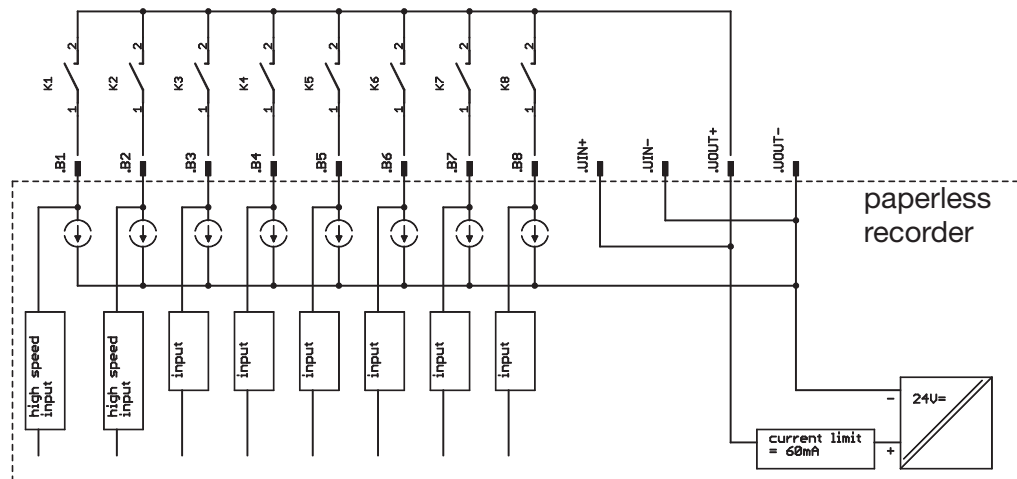 2 2 2 2 2 2 2 2
K1 K2 K3 K4 K5 K6 K7 K8
1 1 1 1 1 1 1 1
.B1 .B2 .B3 .B4 .B5 .B6 .B7 .B8 .UIN+ .UIN- .UOUT+ .UOUT-
paperless
recorder
high speed
input
high speed
input
input
input
input
input
input
input
24V=
-
+
current limit
= 60mA